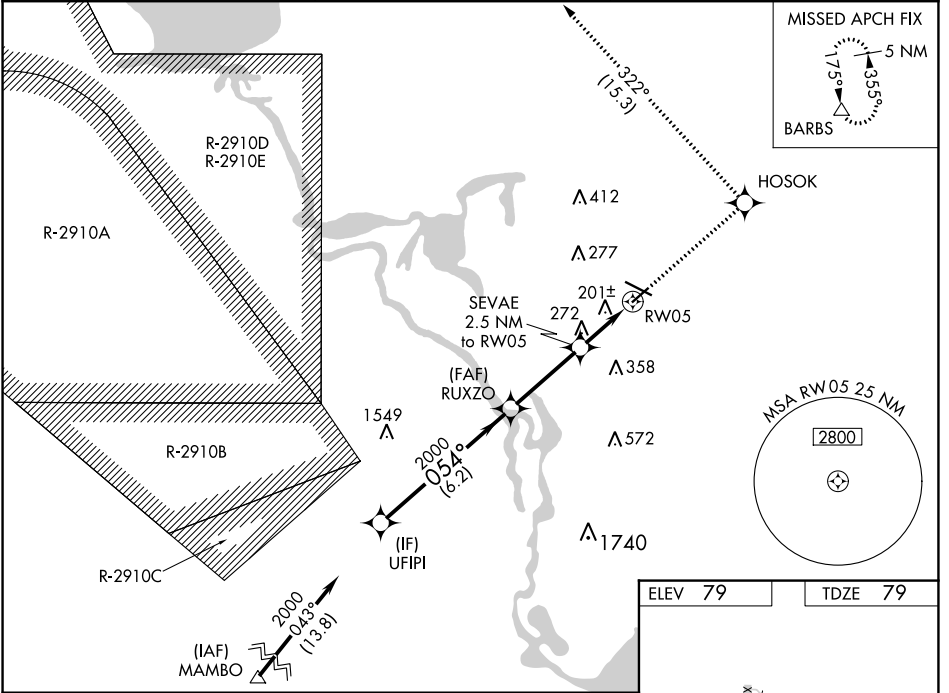 MISSED APCH FIX
5 NM
175°
355°
BARBS
322°
(15.3)
R-2910D
R-2910E
HOSOK
412
R-2910A
277
201±
SEVAE
2.5 NM
to RW05
272
RW05
(FAF)
RUXZO
358
1549
MSA RW05 25 NM
2800
R-2910B
572
2000
054°
(6.2)
1740
(IF)
UFIPI
R-2910C
2000
043°
(13.8)
(IAF)
MAMBO
ELEV 79
TDZE 79
X